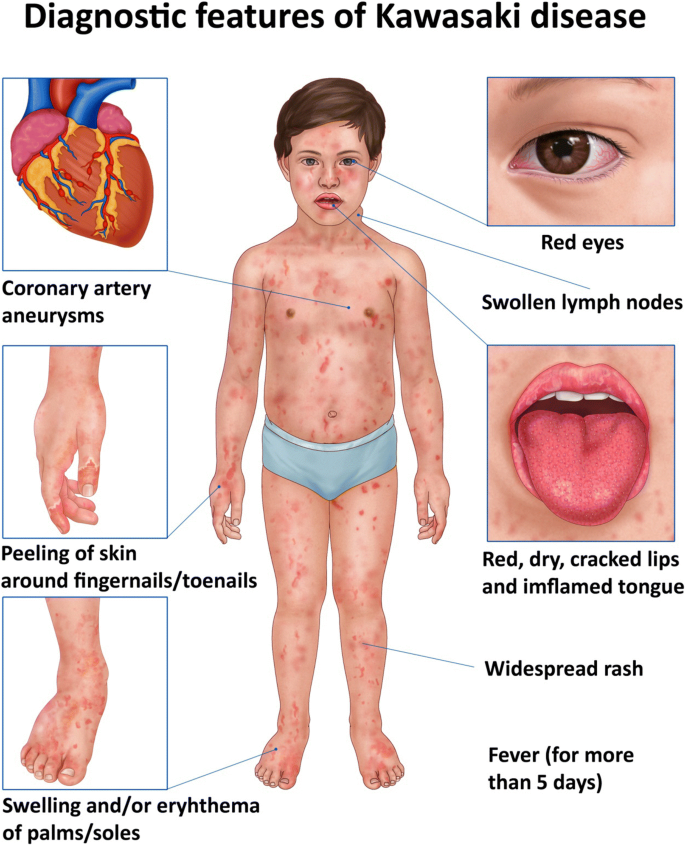 Diagnostic features of Kawasaki disease
Coronary artery
aneurysms
Peeling of skin
around fingernails/toenails
Swelling and/or eryhthema
of palms/soles
Red eyes
Swollen lymph nodes
Red, dry, cracked lips
and imflamed tongue
Widespread rash
Fever (for more
than 5 days)